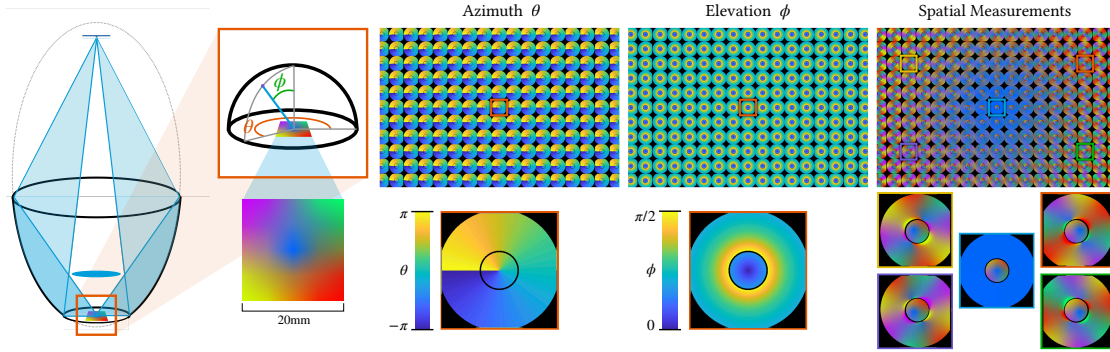 Azimuth θ
Elevation ϕ
Spatial Measurements
ϕ
θ
π
θ
−π
π/2
ϕ
0
20mm